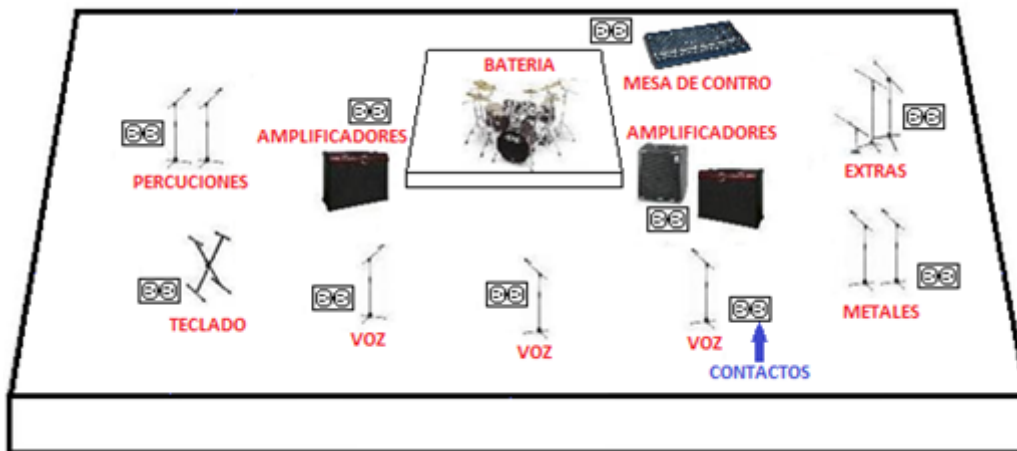 BATERIA
MESA DE CONTRO
AMPLIFICADORES
AMPLIFICADORES
PERCUCIONES
EXTRAS
TECLADO
VOZ
VOZ
VOZ
METALES
CONTACTOS